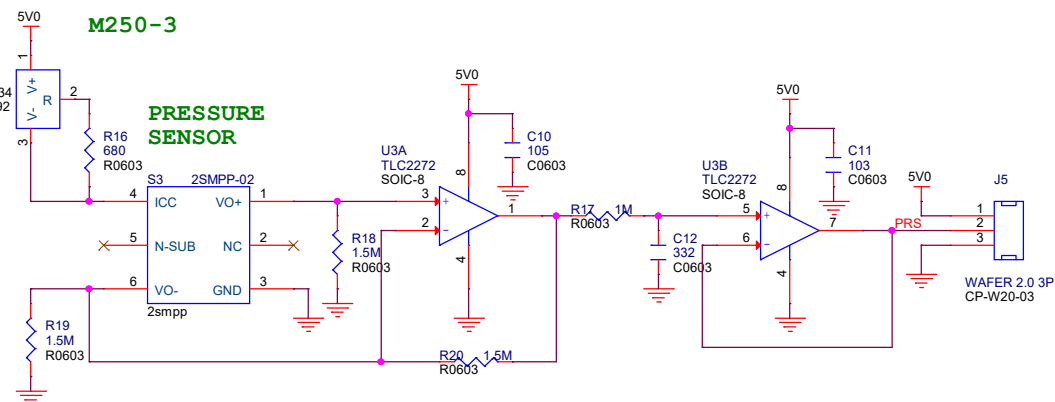 5V0
M250-3
1
34
92
V+
V-
R
2
3
R16
680
R0603
PRESSURE
SENSOR
S3
2SMPP-02
4
ICC
VO+
1
5
N-SUB
NC
2
6
VO-
GND
3
2smpp
R19
1.5M
R0603
R18
1.5M
R0603
5V0
C10
105
C0603
U3A
TLC2272
SOIC-8
8
3
+
2
-
1
4
R20 1.5M
R0603
R17 1M
R0603
C12
332
C0603
5V0
C11
103
C0603
U3B
TLC2272
SOIC-8
8
5
+
6
-
7
4
PRS
5V0
J5
1
2
3
WAFER 2.0 3P
CP-W20-03